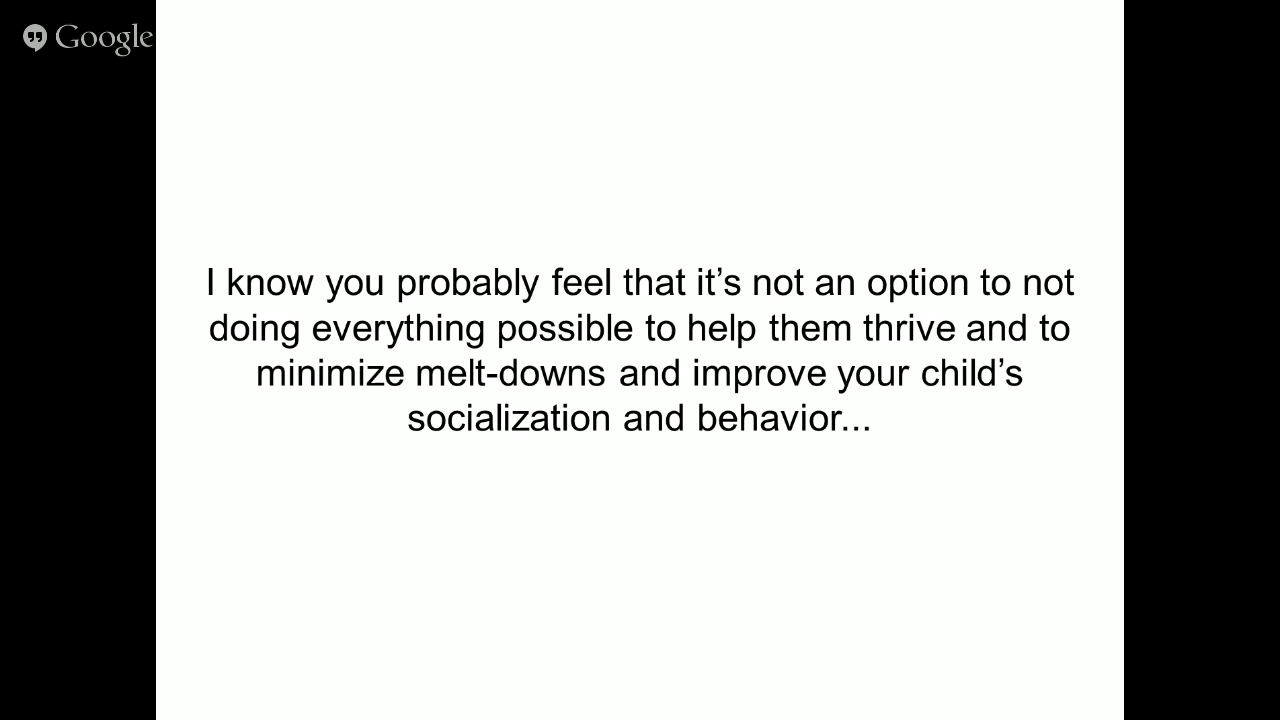 Google
I know you probably feel that it’s not an option to not
doing everything possible to help them thrive and to
minimize melt-downs and improve your child’s
socialization and behavior...